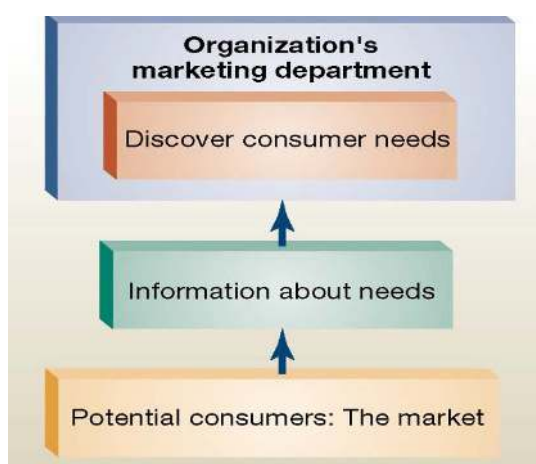 Organization's
marketing department
Discover consumer needs
Information about needs
Potential consumers: The market